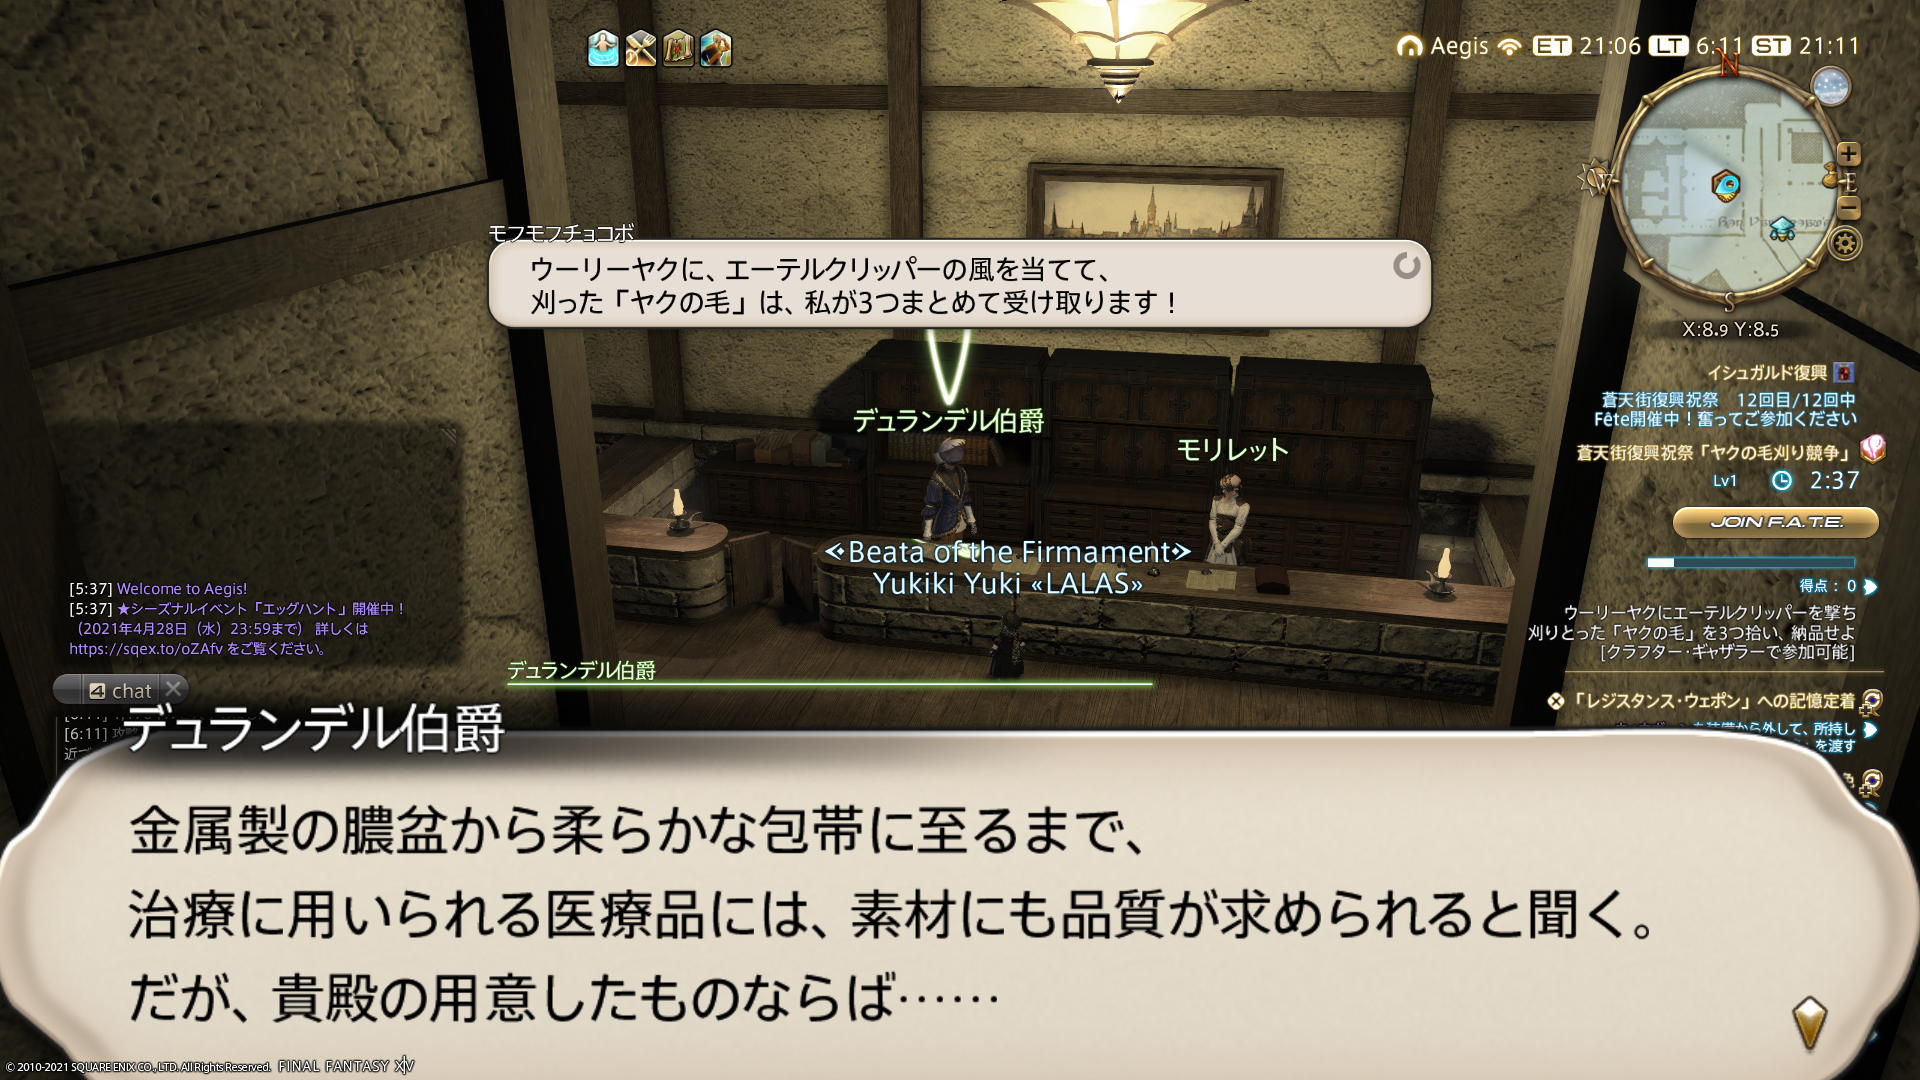 Aegis ET 21:06 LT 6:11 ST 21:11
N
W
E
S
X:8.9 Y:8.5
モフモフチョコボ
ウーリーヤクに、エーテルクリッパーの風を当てて、
刈った「ヤクの毛」は、私が3つまとめて受け取ります！
デュランデル伯爵
モリレット
≪Beata of the Firmament≫
Yukiki Yuki «LALAS»
イシュガルド復興
蒼天街復興祝祭　12回目/12回中
Fête開催中！奮ってご参加ください
蒼天街復興祝祭「ヤクの毛刈り競争」
Lv1 2:37
JOIN F.A.T.E.
得点： 0
ウーリーヤクにエーテルクリッパーを撃ち
刈りとった「ヤクの毛」を3つ拾い、納品せよ
[クラフター・ギャザラーで参加可能]
「レジスタンス・ウェポン」への記憶定着
から外して、所持し
を渡す
[5:37] Welcome to Aegis!
[5:37] ★シーズナルイベント「エッグハント」開催中！
（2021年4月28日（水）23:59まで） 詳しくは
https://sqex.to/oZAfv をご覧ください。
4 chat
[6:11]
デュランデル伯爵
デュランデル伯爵
金属製の膿盆から柔らかな包帯に至るまで、
治療に用いられる医療品には、素材にも品質が求められると聞く。
だが、貴殿の用意したものならば……
© 2010-2021 SQUARE ENIX CO., LTD. All Rights Reserved. FINAL FANTASY XIV